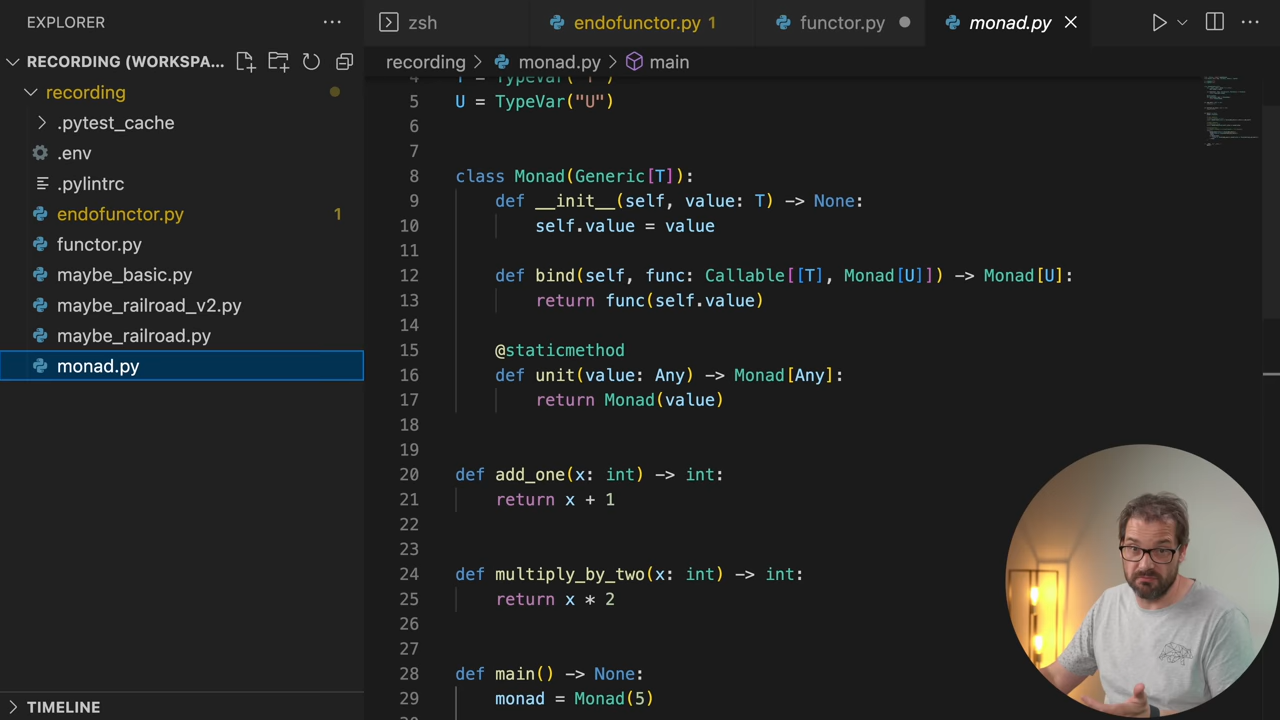 EXPLORER
zsh
endofunctor.py 1
functor.py
monad.py
RECORDING (WORKSPA...
recording > monad.py > main
recording
.pytest_cache
.env
.pylintrc
endofunctor.py 1
functor.py
maybe_basic.py
maybe_railroad_v2.py
maybe_railroad.py
monad.py
TIMELINE
4 T = TypeVar("T")
5 U = TypeVar("U")
6
7
8 class Monad(Generic[T]):
9 def __init__(self, value: T) -> None:
10 self.value = value
11
12 def bind(self, func: Callable[[T], Monad[U]]) -> Monad[U]:
13 return func(self.value)
14
15 @staticmethod
16 def unit(value: Any) -> Monad[Any]:
17 return Monad(value)
18
19
20 def add_one(x: int) -> int:
21 return x + 1
22
23
24 def multiply_by_two(x: int) -> int:
25 return x * 2
26
27
28 def main() -> None:
29 monad = Monad(5)